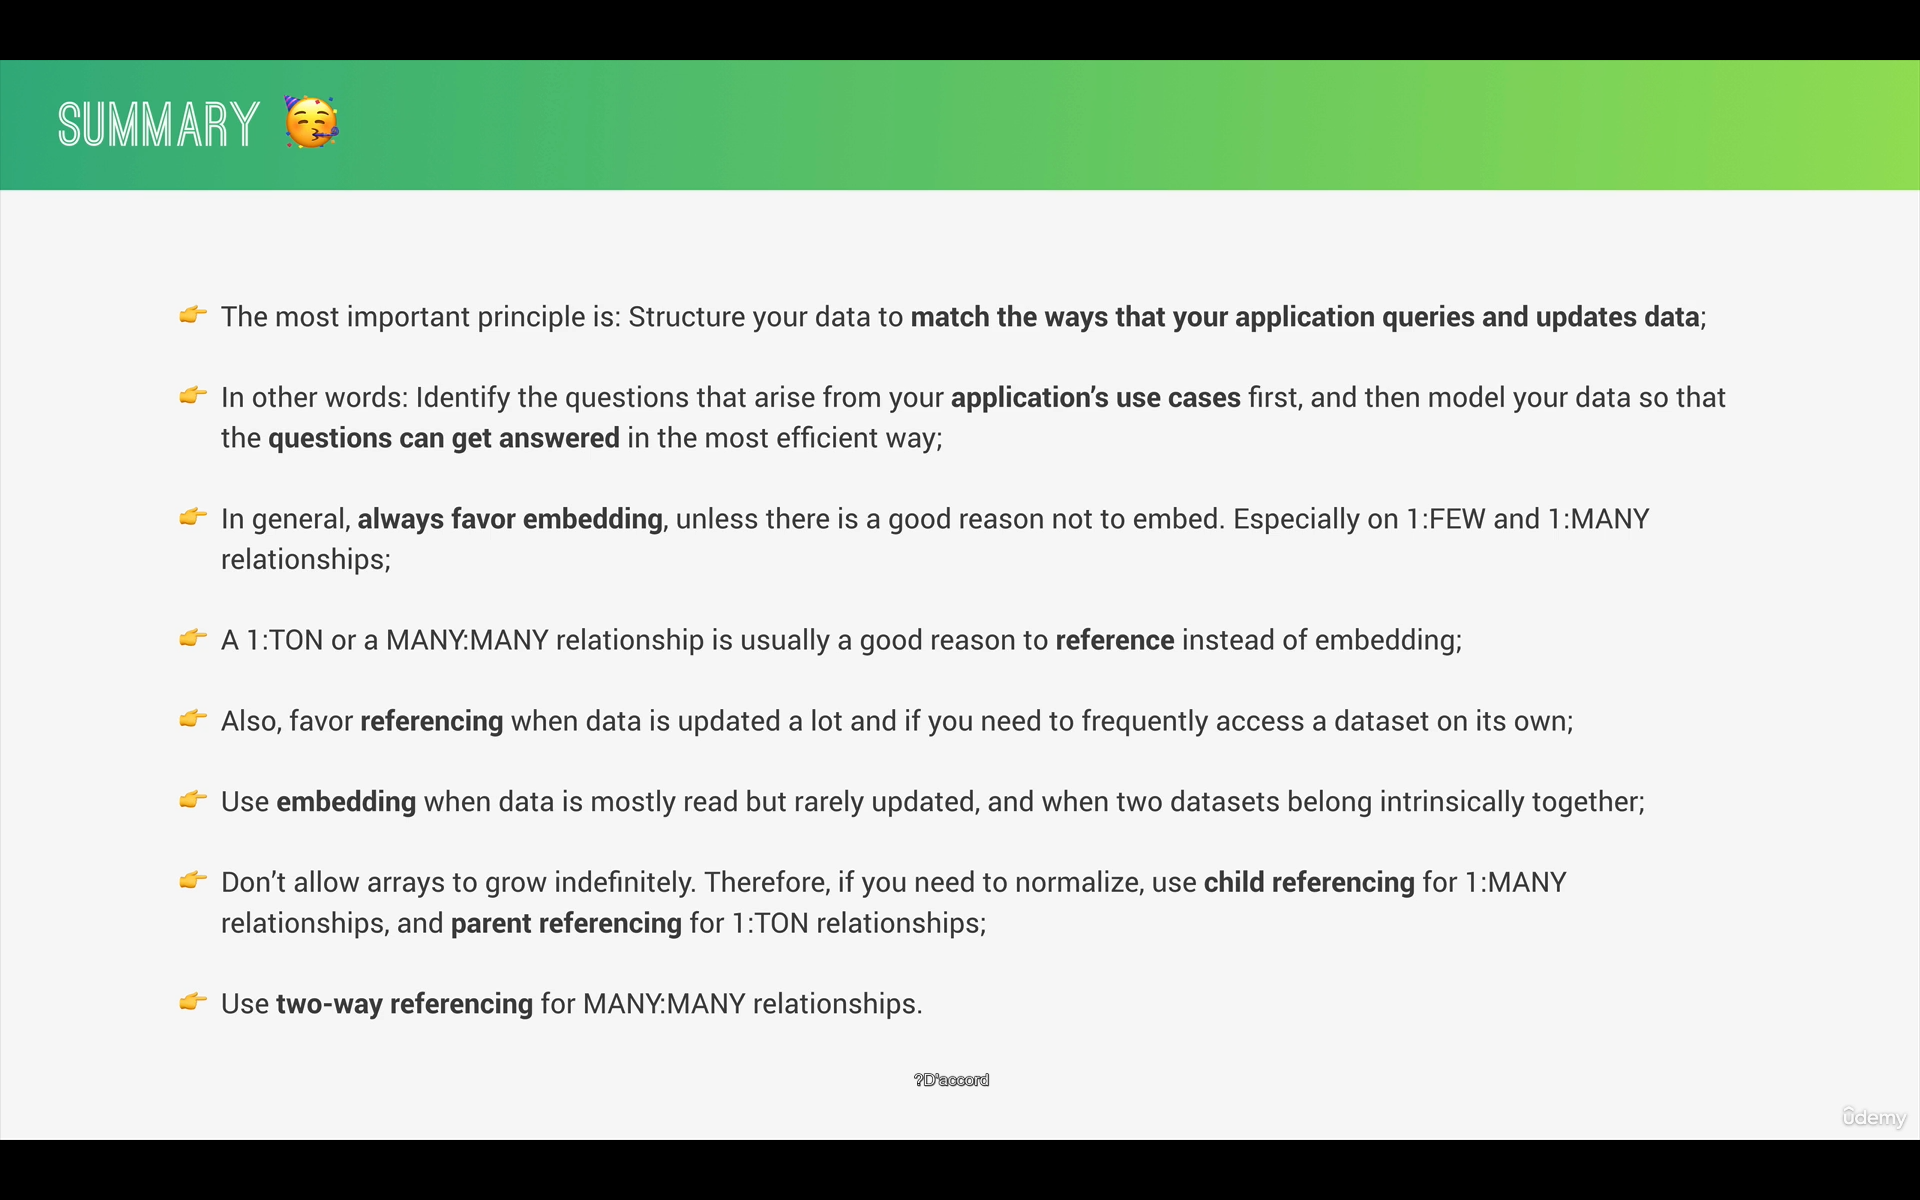 SUMMARY 🥳
👉 The most important principle is: Structure your data to match the ways that your application queries and updates data;
👉 In other words: Identify the questions that arise from your application’s use cases first, and then model your data so that
the questions can get answered in the most efficient way;
👉 In general, always favor embedding, unless there is a good reason not to embed. Especially on 1:FEW and 1:MANY
relationships;
👉 A 1:TON or a MANY:MANY relationship is usually a good reason to reference instead of embedding;
👉 Also, favor referencing when data is updated a lot and if you need to frequently access a dataset on its own;
👉 Use embedding when data is mostly read but rarely updated, and when two datasets belong intrinsically together;
👉 Don’t allow arrays to grow indefinitely. Therefore, if you need to normalize, use child referencing for 1:MANY
relationships, and parent referencing for 1:TON relationships;
👉 Use two-way referencing for MANY:MANY relationships.
?D'accord
ûdemy